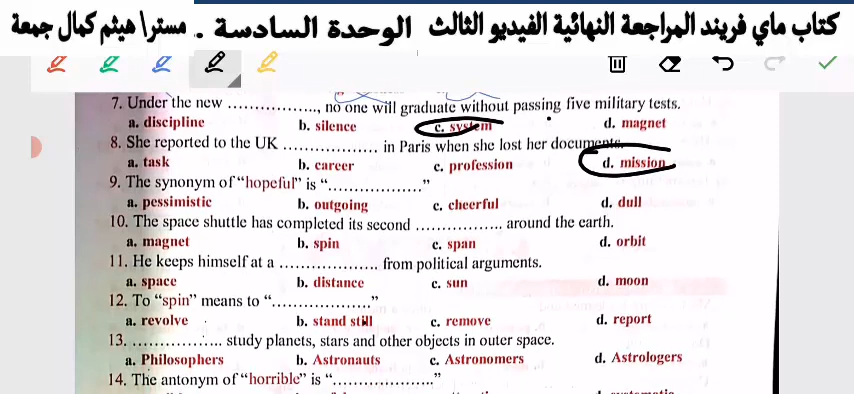 كتاب ماي فريند المراجعة النهائية الفيديو الثالث الوحدة السادسة . مستر\ هيثم كمال جمعة
7. Under the new ................., no one will graduate without passing five military tests.
a. discipline b. silence c. system d. magnet
8. She reported to the UK .................. in Paris when she lost her documents.
a. task b. career c. profession d. mission
9. The synonym of "hopeful" is "..................."
a. pessimistic b. outgoing c. cheerful d. dull
10. The space shuttle has completed its second ................ around the earth.
a. magnet b. spin c. span d. orbit
11. He keeps himself at a .................. from political arguments.
a. space b. distance c. sun d. moon
12. To "spin" means to "..................."
a. revolve b. stand still c. remove d. report
13. .................. study planets, stars and other objects in outer space.
a. Philosophers b. Astronauts c. Astronomers d. Astrologers
14. The antonym of "horrible" is "...................."